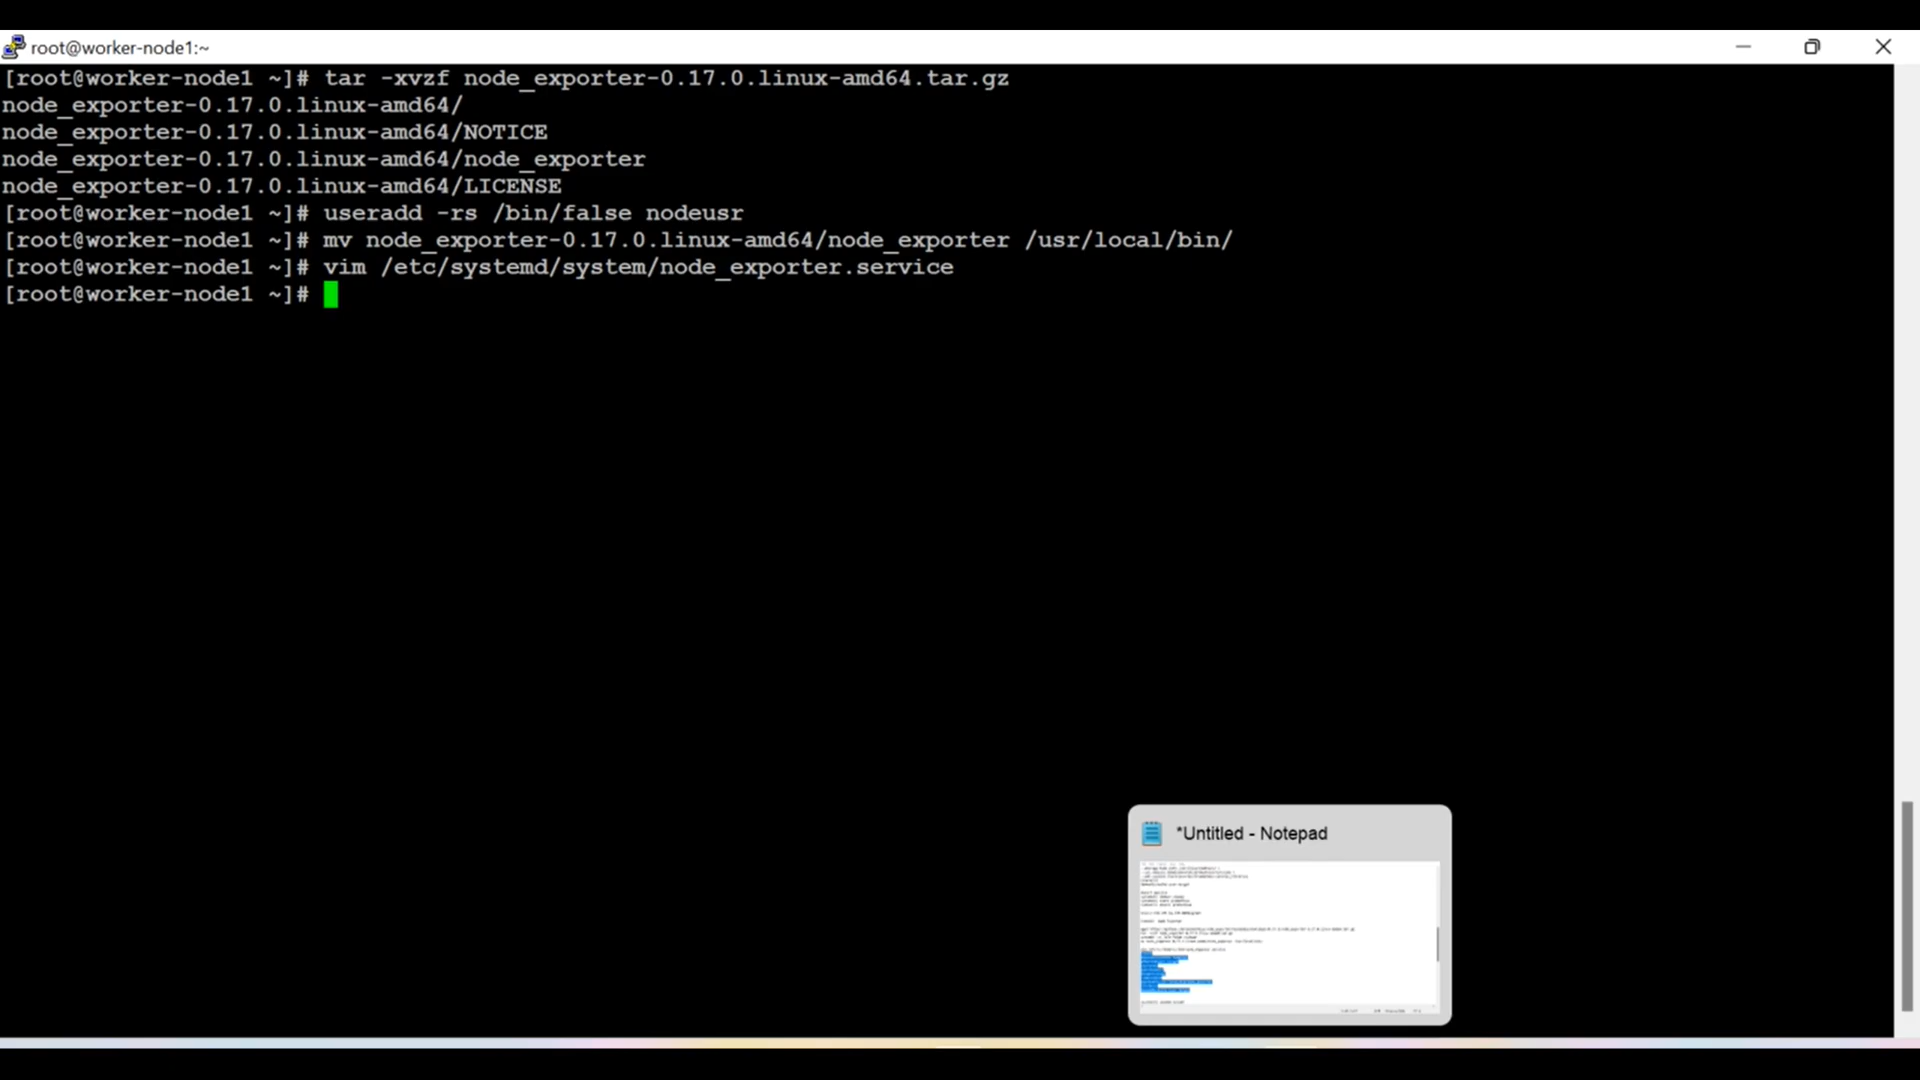 root@worker-node1:~
[root@worker-node1 ~]# tar -xvzf node_exporter-0.17.0.linux-amd64.tar.gz
node_exporter-0.17.0.linux-amd64/
node_exporter-0.17.0.linux-amd64/NOTICE
node_exporter-0.17.0.linux-amd64/node_exporter
node_exporter-0.17.0.linux-amd64/LICENSE
[root@worker-node1 ~]# useradd -rs /bin/false nodeusr
[root@worker-node1 ~]# mv node_exporter-0.17.0.linux-amd64/node_exporter /usr/local/bin/
[root@worker-node1 ~]# vim /etc/systemd/system/node_exporter.service
[root@worker-node1 ~]#
*Untitled - Notepad